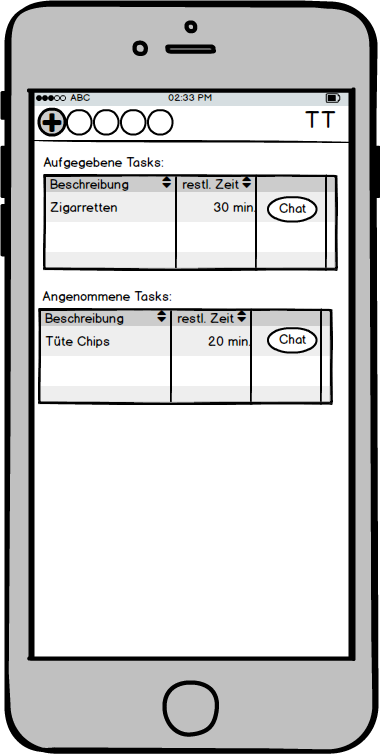 ABC 02:33 PM
TT
Aufgegebene Tasks:
Beschreibung restl. Zeit
Zigarretten 30 min. Chat
Angenommene Tasks:
Beschreibung restl. Zeit
Tüte Chips 20 min. Chat